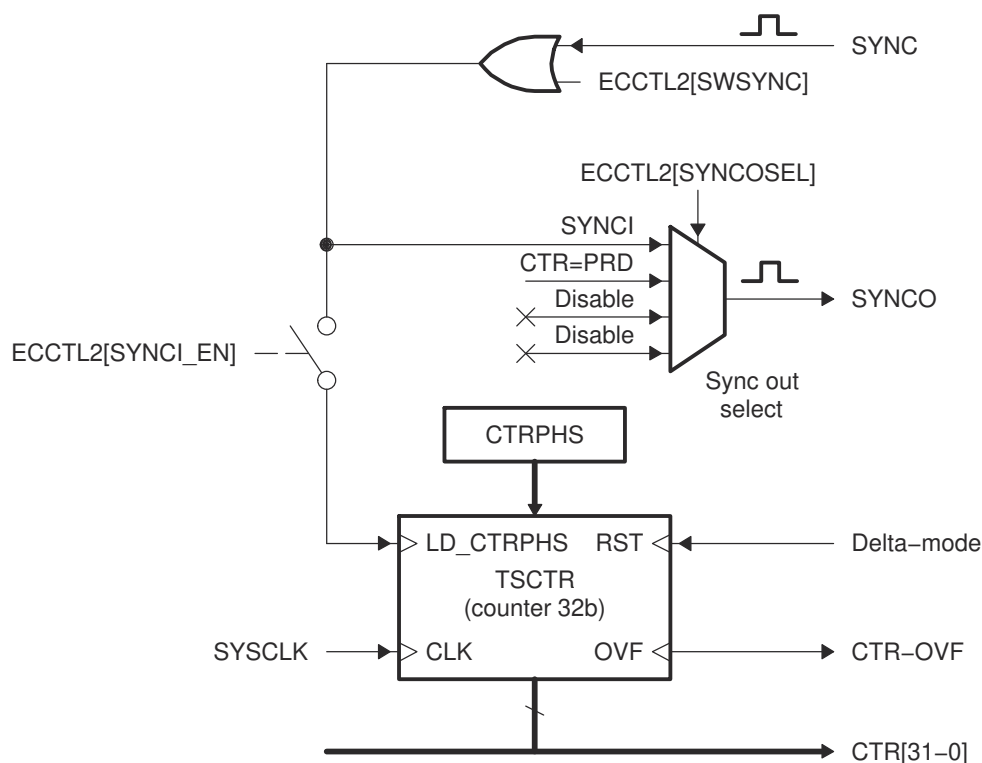 SYNC
ECCTL2[SWSYNC]
ECCTL2[SYNCOSEL]
SYNCI
CTR=PRD
Disable
SYNCO
Disable
ECCTL2[SYNCI_EN]
Sync out
select
CTRPHS
LD_CTRPHS
RST
Delta−mode
TSCTR
(counter 32b)
SYSCLK
CLK
OVF
CTR−OVF
CTR[31−0]